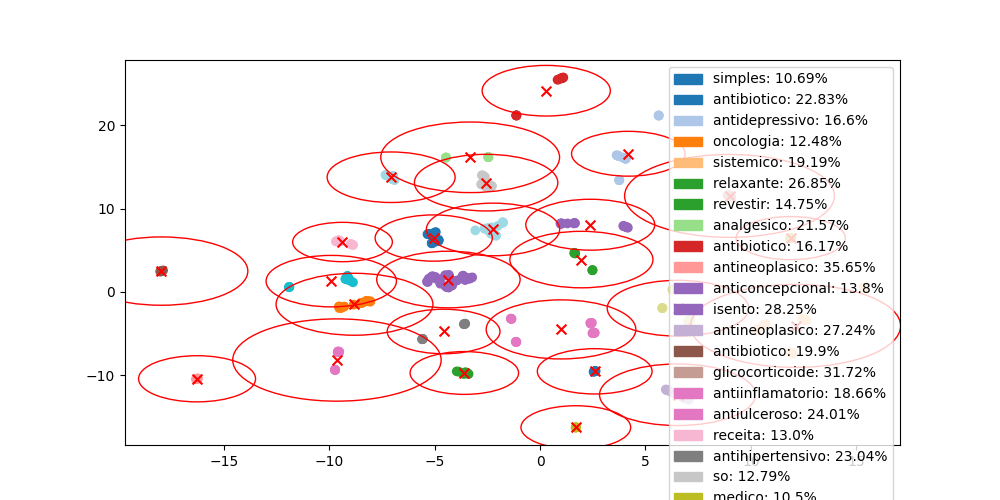 20
10
0
−10
−15
−10
−5
0
5
10
15
simples: 10.69%
antibiotico: 22.83%
antidepressivo: 16.6%
oncologia: 12.48%
sistemico: 19.19%
relaxante: 26.85%
revestir: 14.75%
analgesico: 21.57%
antibiotico: 16.17%
antineoplasico: 35.65%
anticoncepcional: 13.8%
isento: 28.25%
antineoplasico: 27.24%
antibiotico: 19.9%
glicocorticoide: 31.72%
antiinflamatorio: 18.66%
antiulceroso: 24.01%
receita: 13.0%
antihipertensivo: 23.04%
so: 12.79%
medico: 10.5%